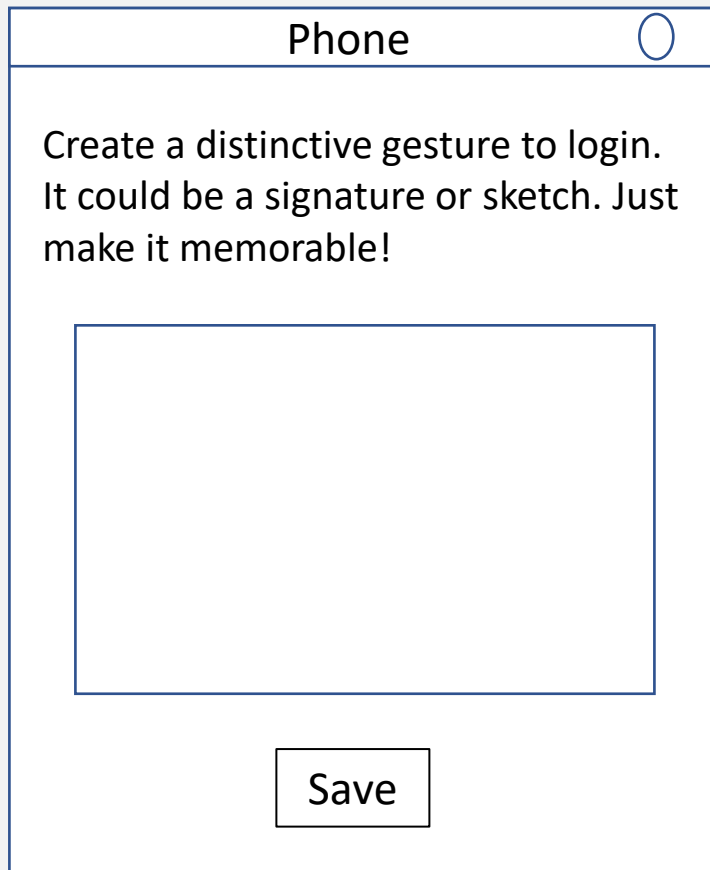 Phone
Create a distinctive gesture to login.
It could be a signature or sketch. Just
make it memorable!
Save